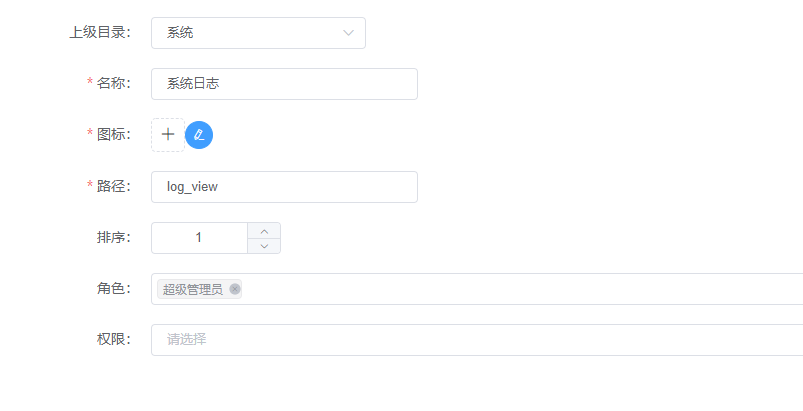 上级目录： 系统
* 名称： 系统日志
* 图标：
* 路径： log_view
排序： 1
角色： 超级管理员
权限： 请选择